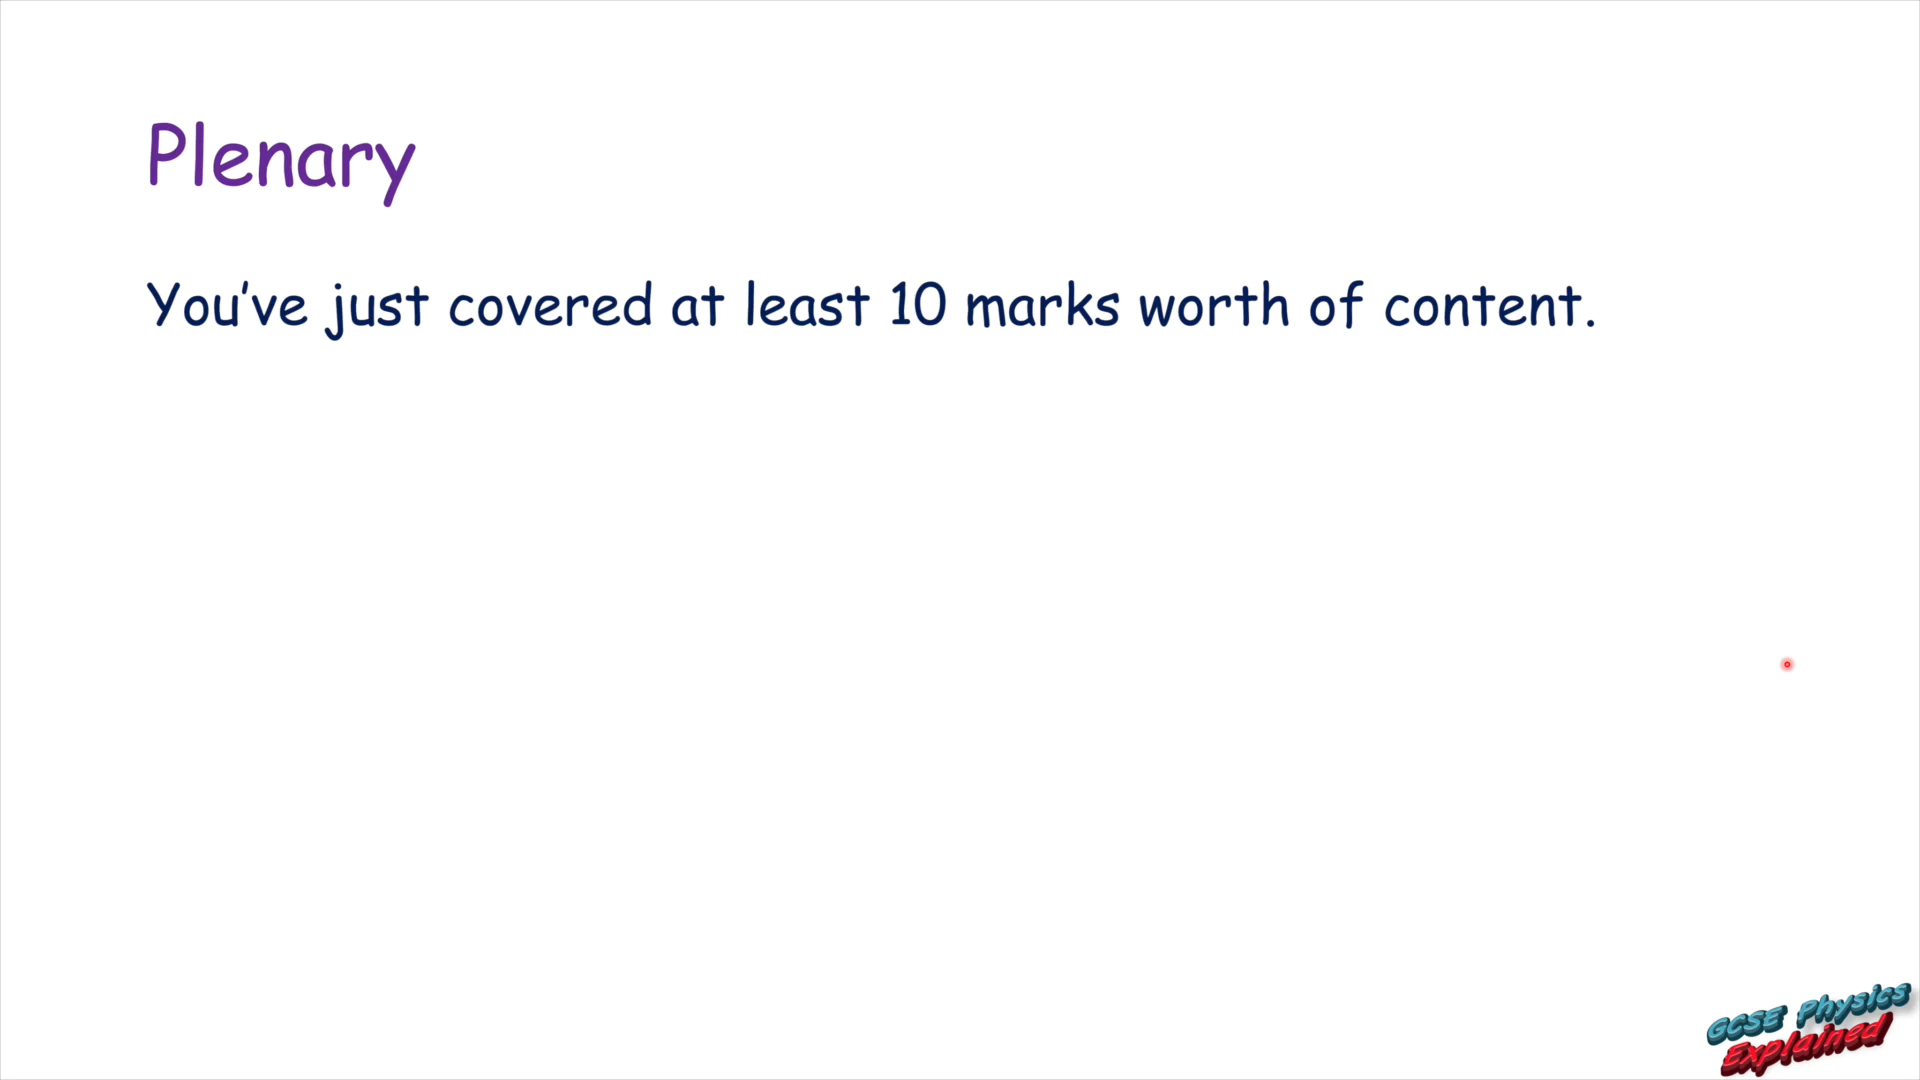 Plenary
You've just covered at least 10 marks worth of content.
GCSE Physics
Explained